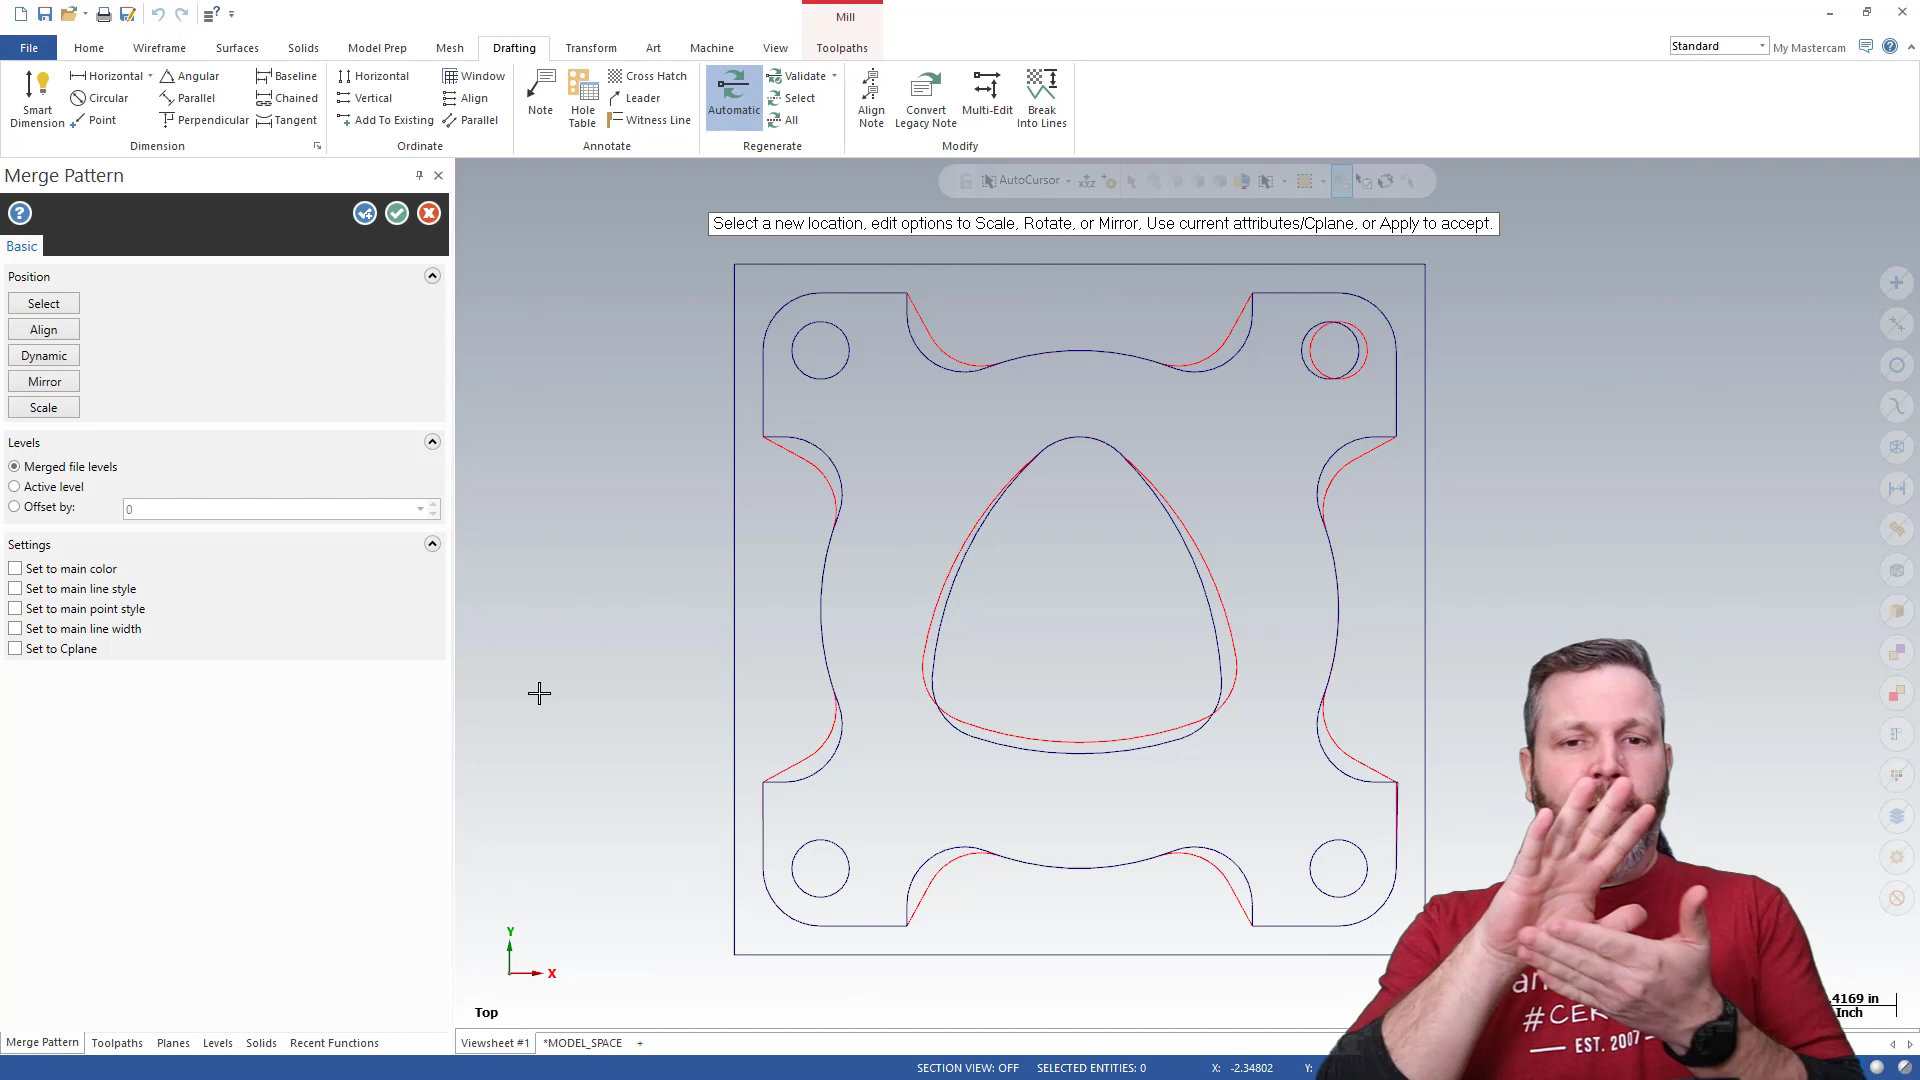 Mill
File Home Wireframe Surfaces Solids Model Prep Mesh Drafting Transform Art Machine View Toolpaths
Standard My Mastercam
Smart Dimension
Horizontal
Circular
Point
Angular
Parallel
Perpendicular
Baseline
Chained
Tangent
Dimension
Horizontal
Vertical
Add To Existing
Window
Align
Parallel
Ordinate
Note
Hole Table
Cross Hatch
Leader
Witness Line
Annotate
Automatic
Validate
Select
All
Regenerate
Align Note
Convert Legacy Note
Multi-Edit
Break Into Lines
Modify
Merge Pattern
Basic
Position
Select
Align
Dynamic
Mirror
Scale
Levels
Merged file levels
Active level
Offset by: 0
Settings
Set to main color
Set to main line style
Set to main point style
Set to main line width
Set to Cplane
AutoCursor
XYZ
Select a new location, edit options to Scale, Rotate, or Mirror, Use current attributes/Cplane, or Apply to accept.
Y
X
Top
.4169 in
Inch
#CER
EST. 2007
Merge Pattern Toolpaths Planes Levels Solids Recent Functions
Viewsheet #1 *MODEL_SPACE +
SECTION VIEW: OFF SELECTED ENTITIES: 0 X: -2.34802 Y: